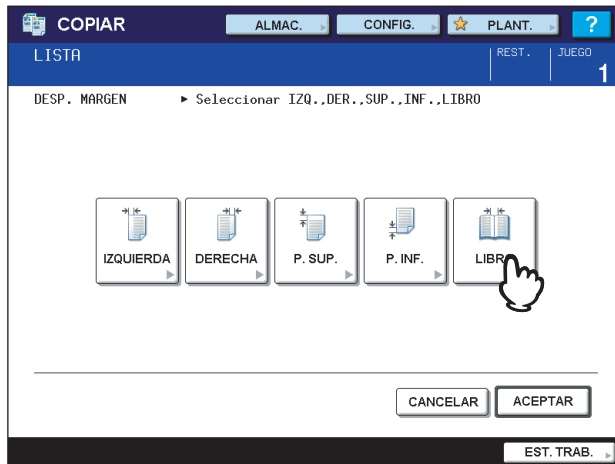 COPIAR ALMAC. CONFIG. PLANT. ?
LISTA REST. JUEGO
1
DESP. MARGEN ► Seleccionar IZQ.,DER.,SUP.,INF.,LIBRO
IZQUIERDA DERECHA P. SUP. P. INF. LIBR
CANCELAR ACEPTAR
EST. TRAB.